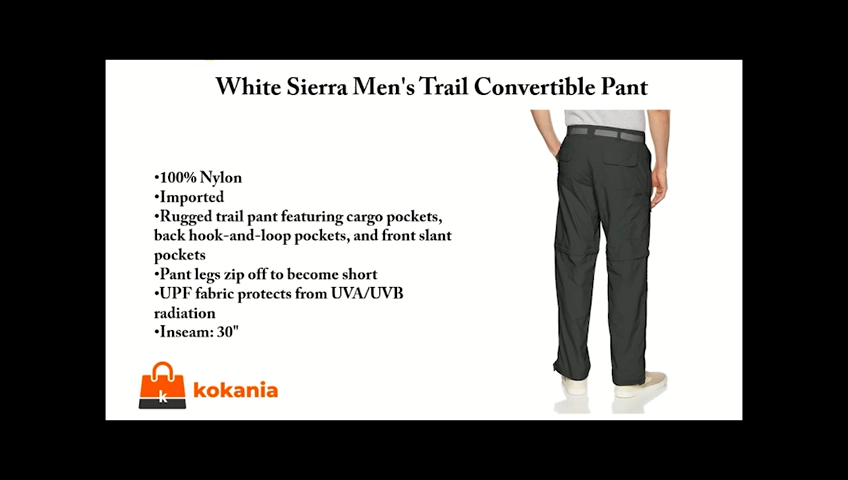 White Sierra Men's Trail Convertible Pant
•100% Nylon
•Imported
•Rugged trail pant featuring cargo pockets,
back hook-and-loop pockets, and front slant
pockets
•Pant legs zip off to become short
•UPF fabric protects from UVA/UVB
radiation
•Inseam: 30"
k
kokania